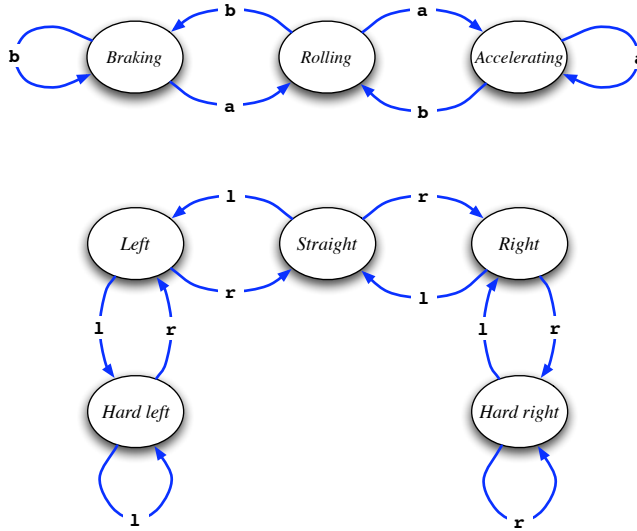 b a
Braking Rolling Accelerating
b a
a b
l r
Left Straight Right
r l
l r l r
Hard left Hard right
l r